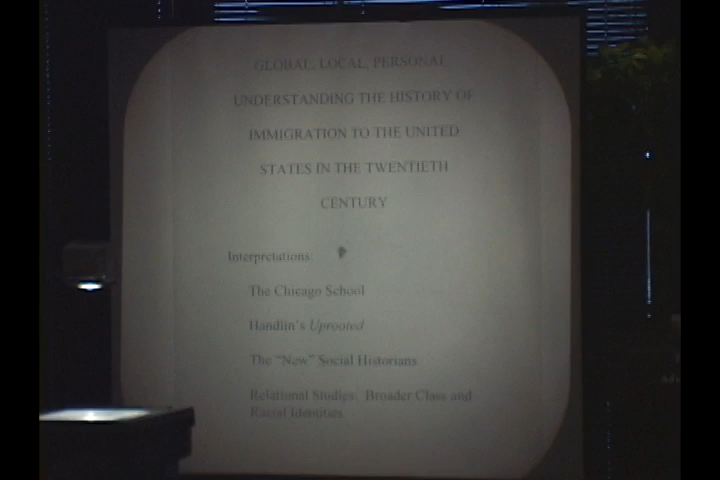 GLOBAL, LOCAL, PERSONAL
UNDERSTANDING THE HISTORY OF
IMMIGRATION TO THE UNITED
STATES IN THE TWENTIETH
CENTURY
Interpretations:
The Chicago School
Handlin's Uprooted
The "New" Social Historians
Relational Studies: Broader Class and
Racial Identities.